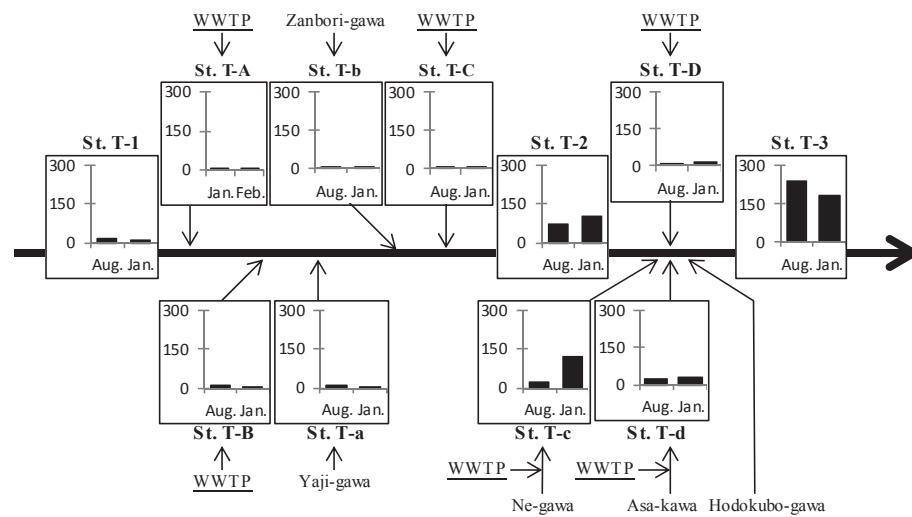 WWTP
Zanbori-gawa
WWTP
WWTP
St. T-A
St. T-b
St. T-C
St. T-D
300
150
0
Jan. Feb.
300
150
0
Aug. Jan.
300
150
0
Aug. Jan.
300
150
0
Aug. Jan.
St. T-1
300
150
0
Aug. Jan.
St. T-2
300
150
0
Aug. Jan.
St. T-3
300
150
0
Aug. Jan.
300
150
0
Aug. Jan.
St. T-B
WWTP
300
150
0
Aug. Jan.
St. T-a
Yaji-gawa
300
150
0
Aug. Jan.
St. T-c
WWTP
Ne-gawa
300
150
0
Aug. Jan.
St. T-d
WWTP
Asa-kawa
Hodokubo-gawa